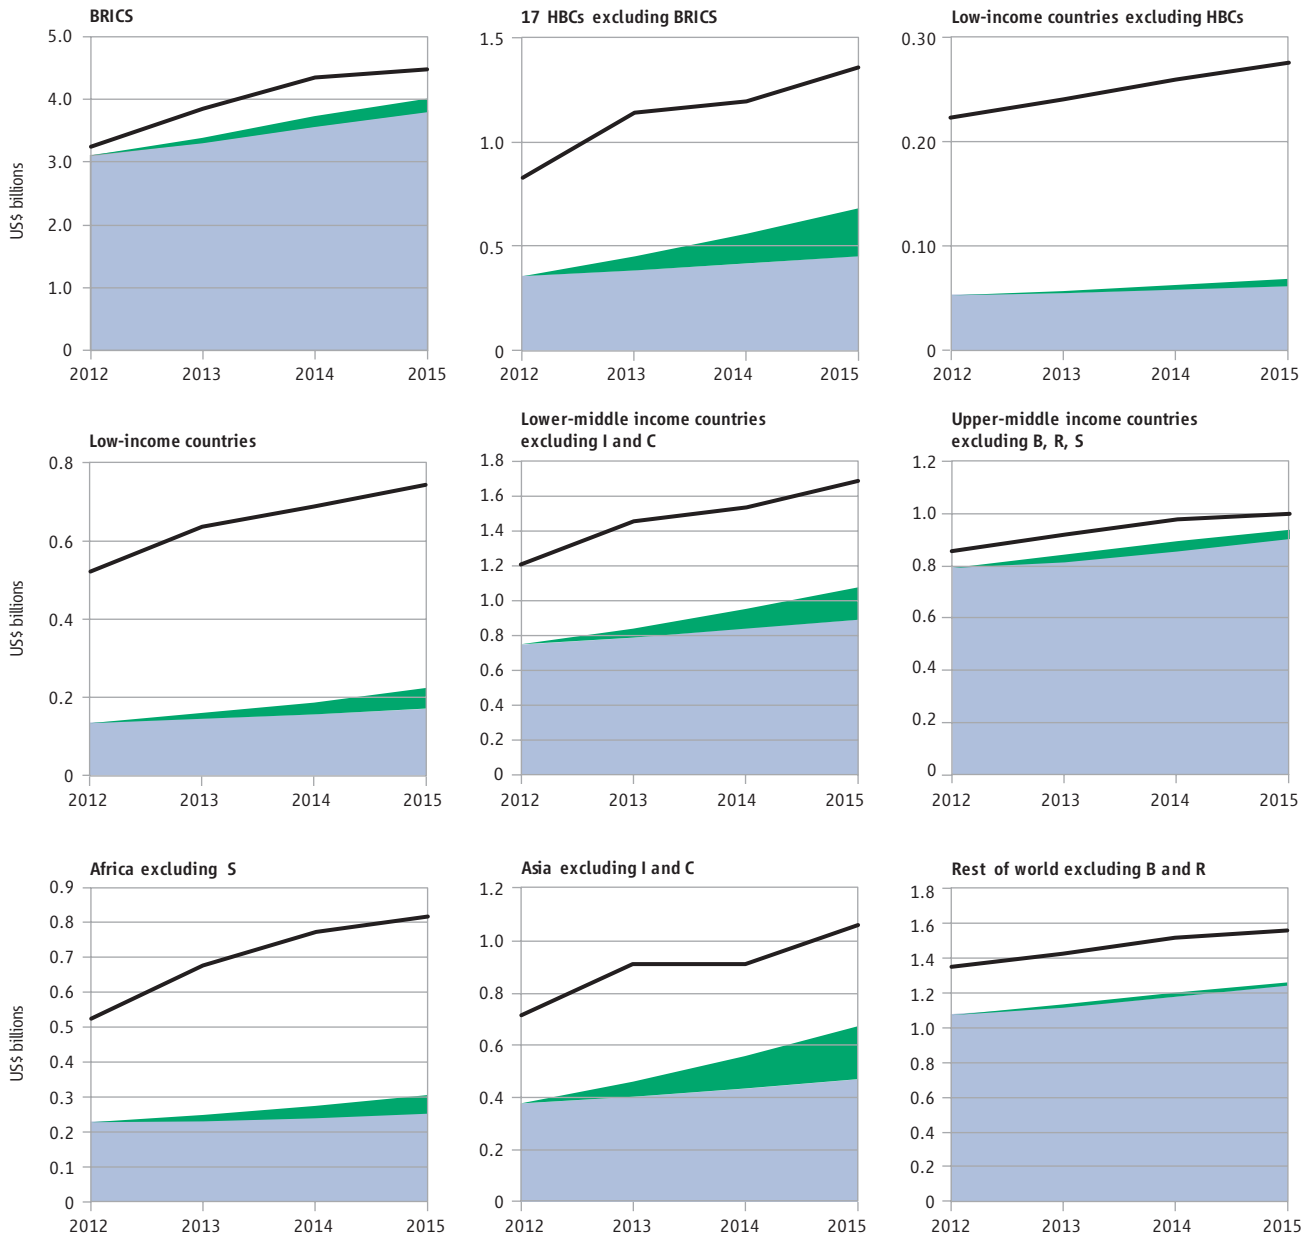 BRICS
5.0
4.0
3.0
2.0
1.0
0
US$ billions
2012 2013 2014 2015
17 HBCs excluding BRICS
1.5
1.0
0.5
0
2012 2013 2014 2015
Low-income countries excluding HBCs
0.30
0.20
0.10
0
2012 2013 2014 2015
Low-income countries
0.8
0.6
0.4
0.2
0
US$ billions
2012 2013 2014 2015
Lower-middle income countries
excluding I and C
1.8
1.6
1.4
1.2
1.0
0.8
0.6
0.4
0.2
0
2012 2013 2014 2015
Upper-middle income countries
excluding B, R, S
1.2
1.0
0.8
0.6
0.4
0.2
0
2012 2013 2014 2015
Africa excluding S
0.9
0.8
0.7
0.6
0.5
0.4
0.3
0.2
0.1
0
US$ billions
2012 2013 2014 2015
Asia excluding I and C
1.2
1.0
0.8
0.6
0.4
0.2
0
2012 2013 2014 2015
Rest of world excluding B and R
1.8
1.6
1.4
1.2
1.0
0.8
0.6
0.4
0.2
0
2012 2013 2014 2015